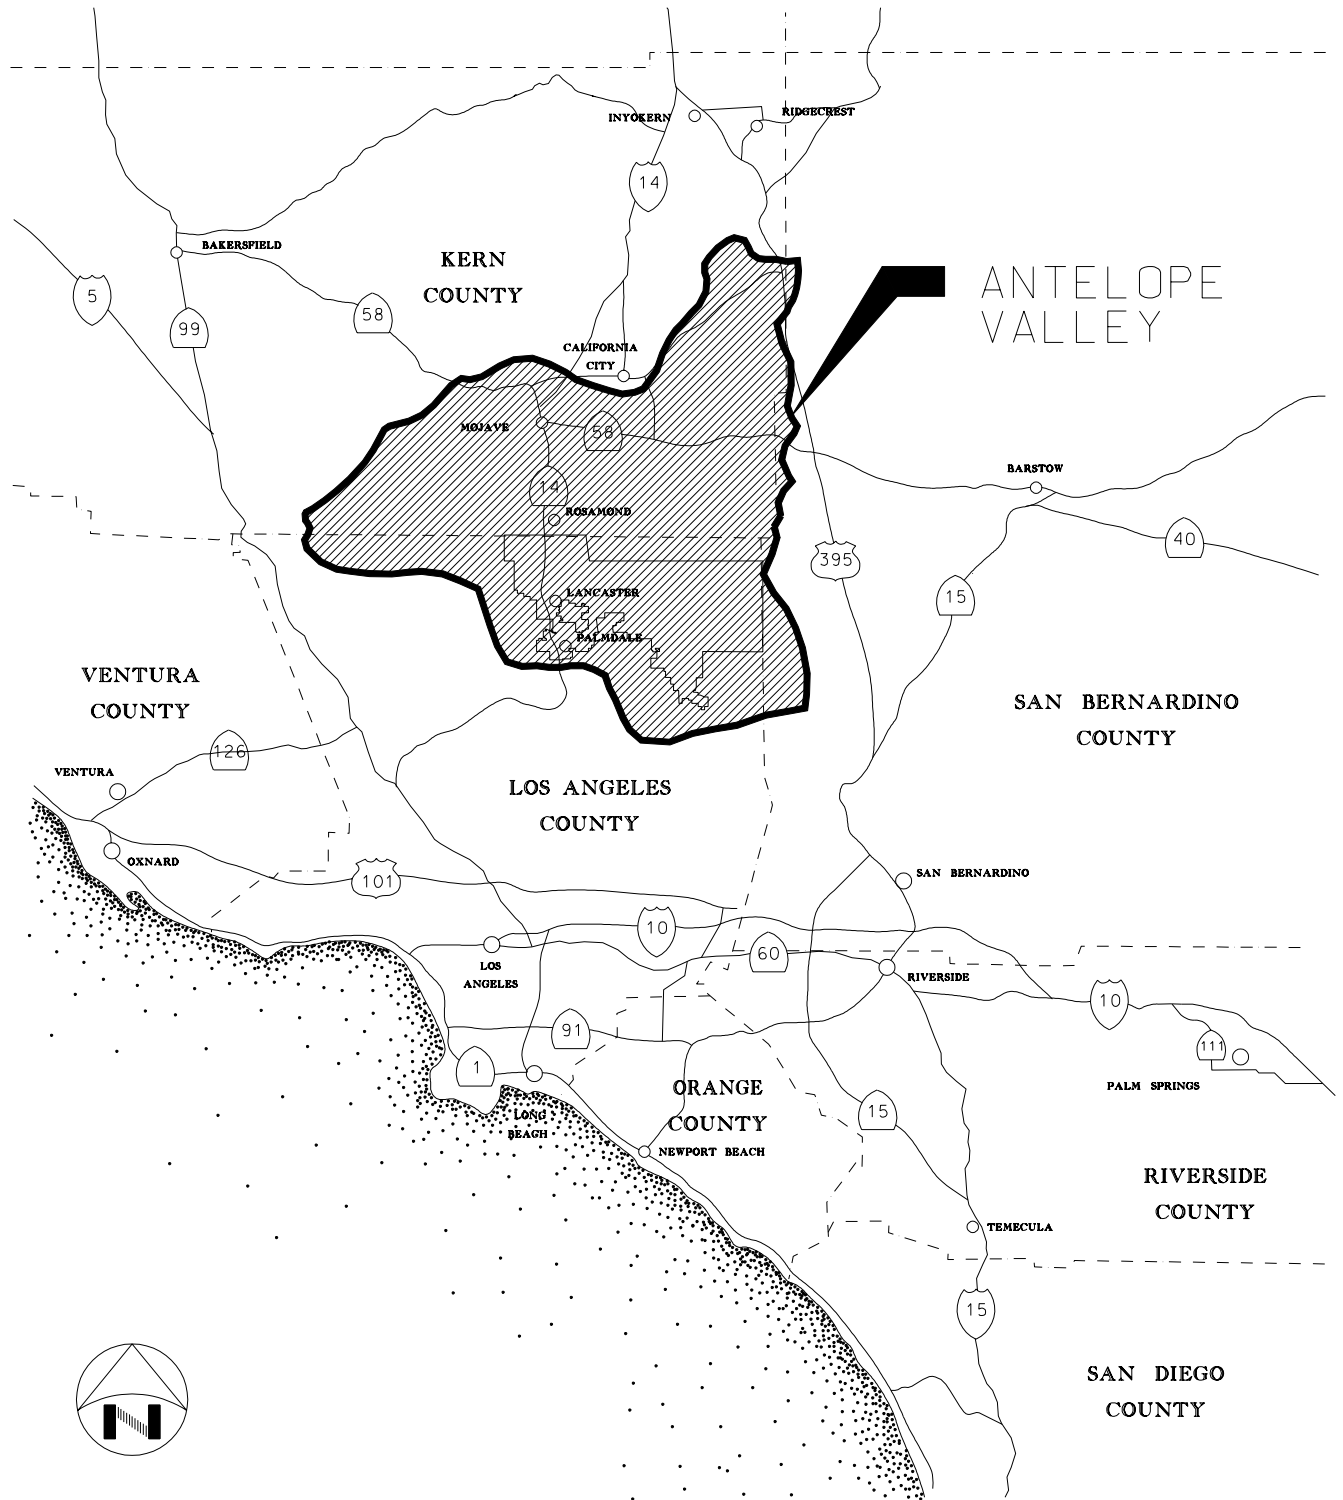 INYOKERN
RIDGECREST
14
BAKERSFIELD
KERN
COUNTY
ANTELOPE
VALLEY
5
99
58
CALIFORNIA
CITY
MOJAVE
58
BARSTOW
14
ROSAMOND
395
40
LANCASTER
15
PALMDALE
VENTURA
COUNTY
SAN BERNARDINO
COUNTY
126
VENTURA
LOS ANGELES
COUNTY
OXNARD
101
SAN BERNARDINO
10
60
LOS
ANGELES
RIVERSIDE
10
91
111
1
ORANGE
COUNTY
PALM SPRINGS
LONG
BEAGH
15
NEWPORT BEACH
RIVERSIDE
COUNTY
TEMECULA
15
SAN DIEGO
COUNTY
N